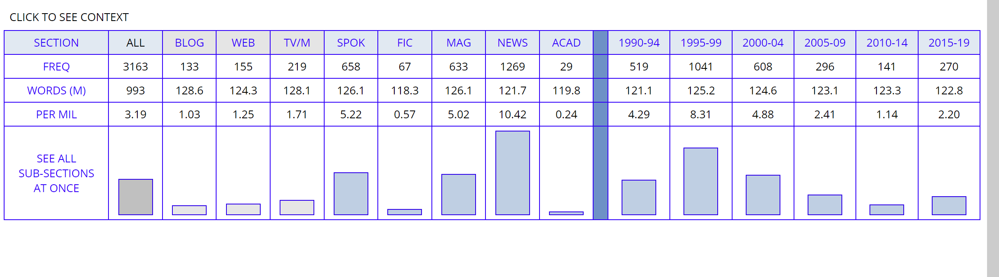 CLICK TO SEE CONTEXT
SECTION ALL BLOG WEB TV/M SPOK FIC MAG NEWS ACAD 1990-94 1995-99 2000-04 2005-09 2010-14 2015-19
FREQ 3163 133 155 219 658 67 633 1269 29 519 1041 608 296 141 270
WORDS (M) 993 128.6 124.3 128.1 126.1 118.3 126.1 121.7 119.8 121.1 125.2 124.6 123.1 123.3 122.8
PER MIL 3.19 1.03 1.25 1.71 5.22 0.57 5.02 10.42 0.24 4.29 8.31 4.88 2.41 1.14 2.20
SEE ALL
SUB-SECTIONS
AT ONCE